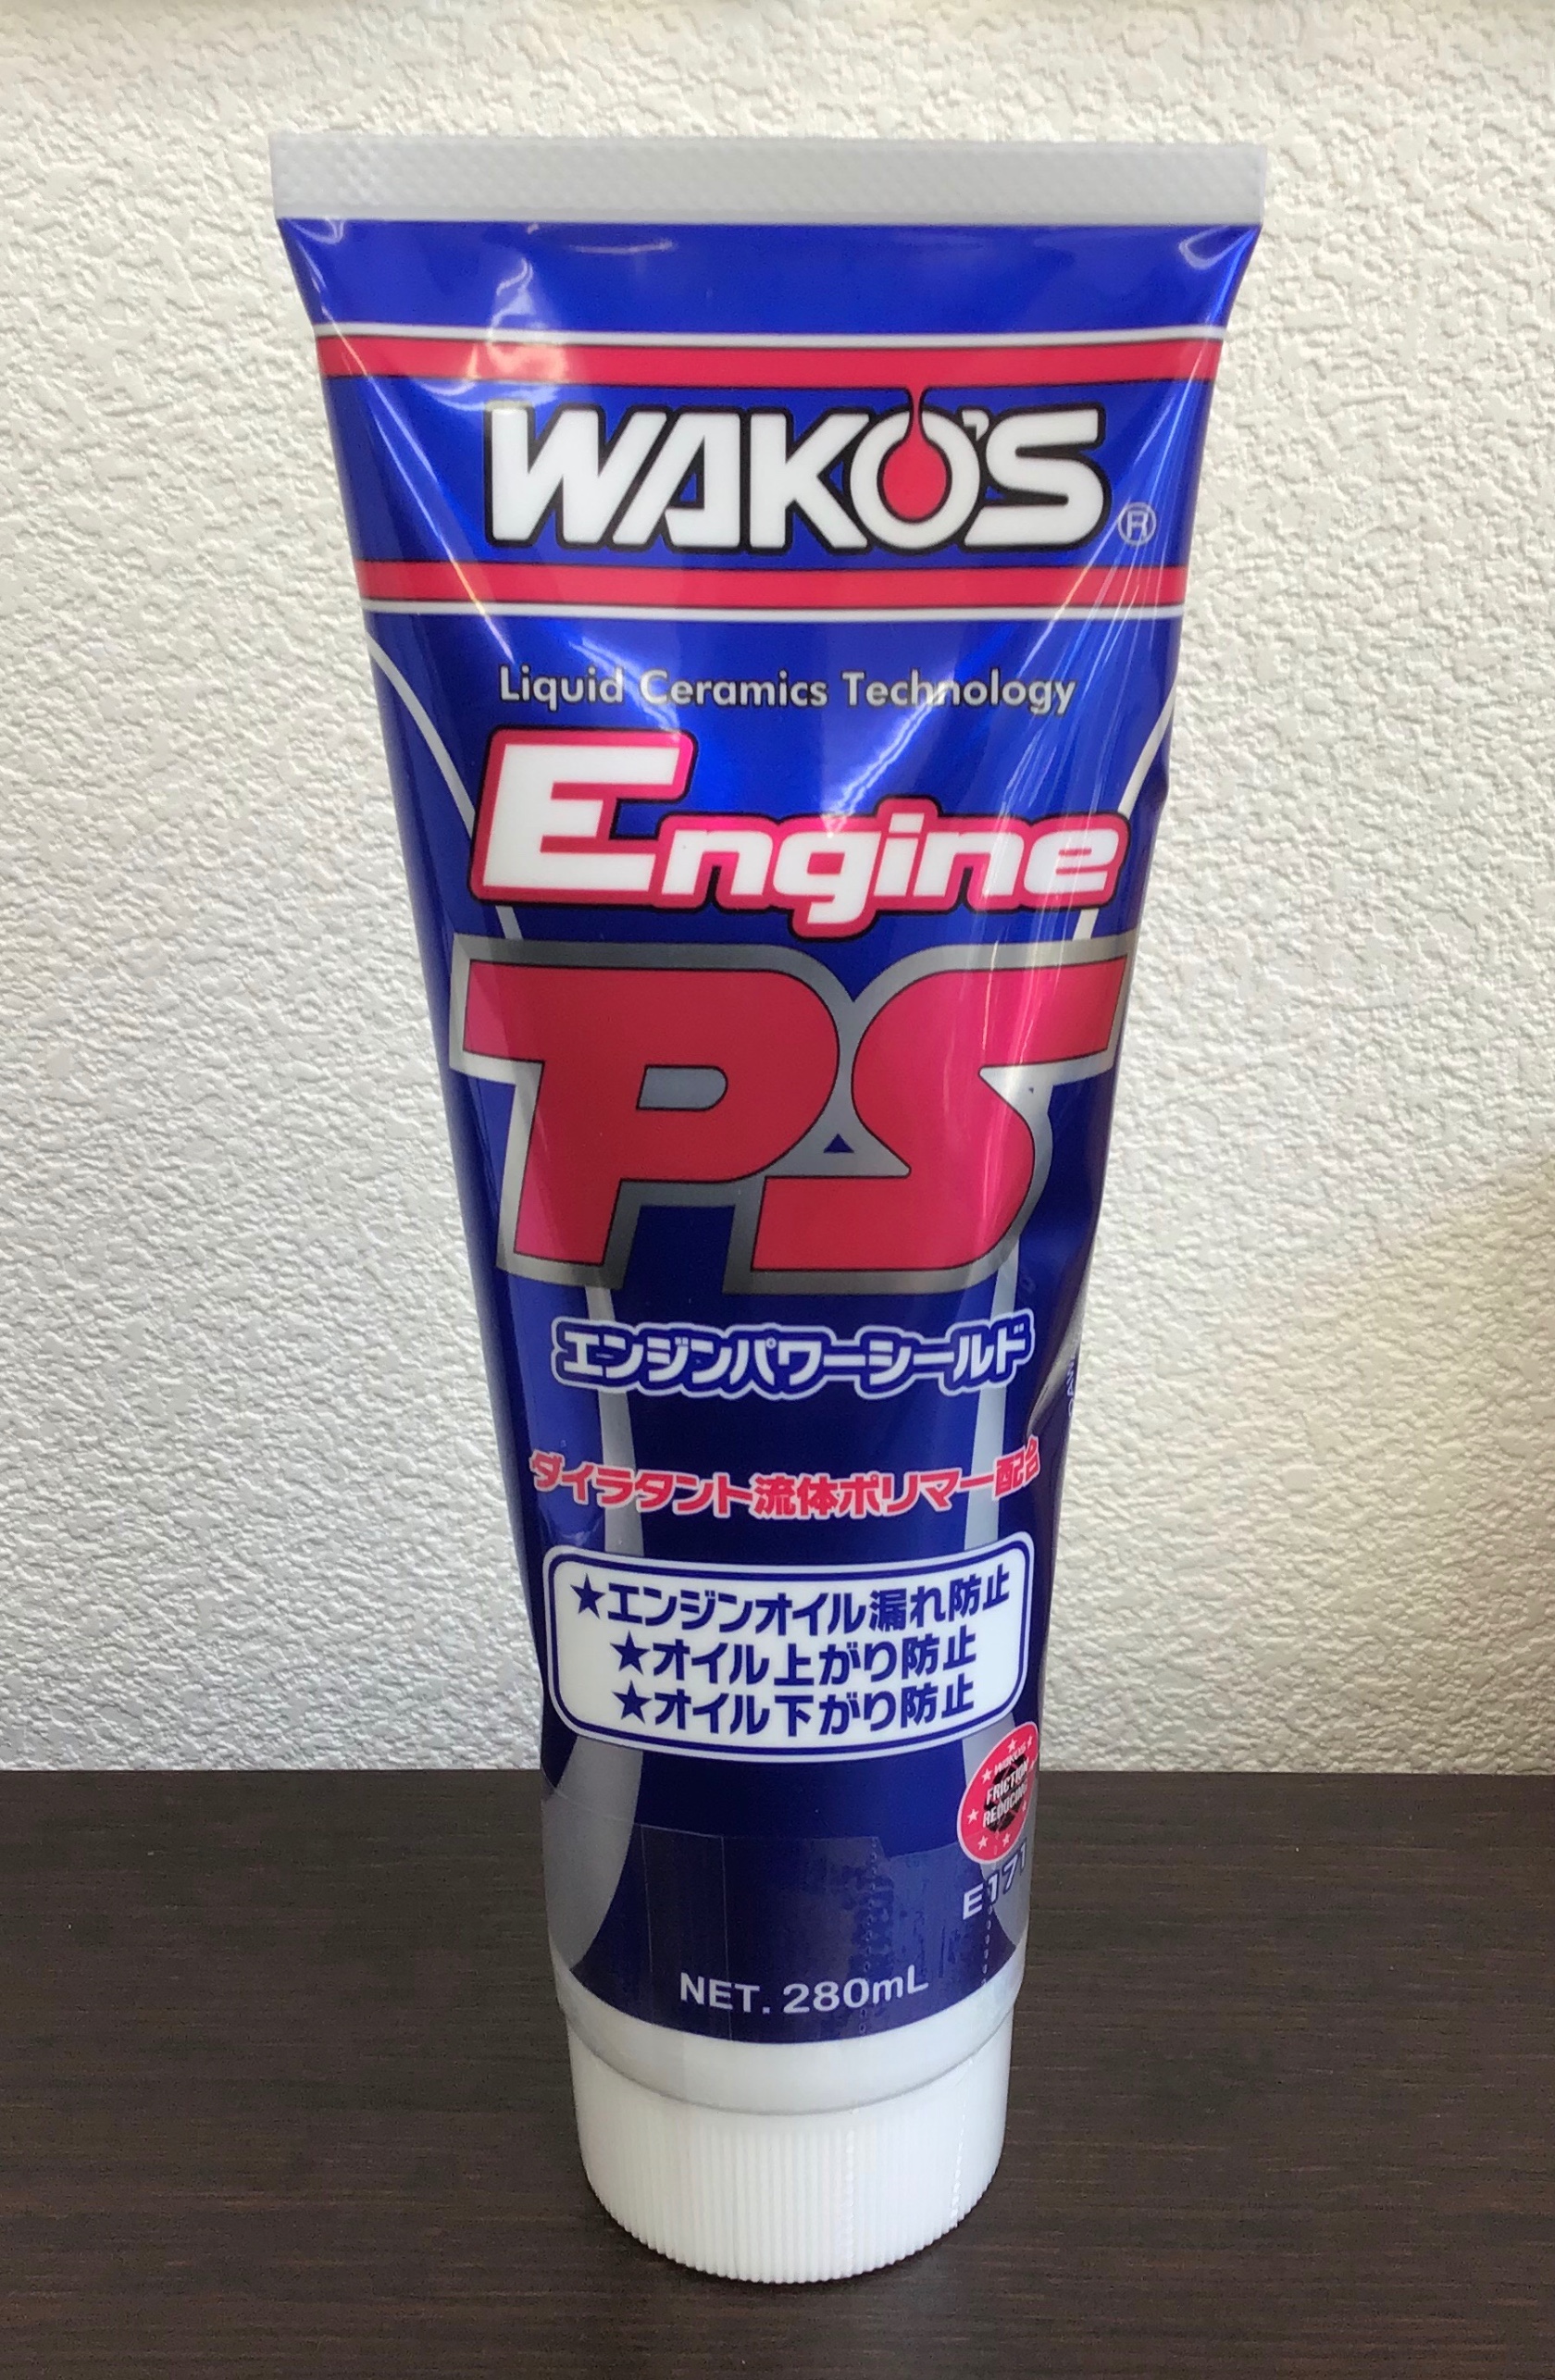 WAKO'S®
Liquid Ceramics Technology
Engine
PS
エンジンパワーシールド
ダイラタント流体ポリマー配合
★エンジンオイル漏れ防止
★オイル上がり防止
★オイル下がり防止
WAKO'S
FRICTION
REDUCING
E171
NET. 280mL